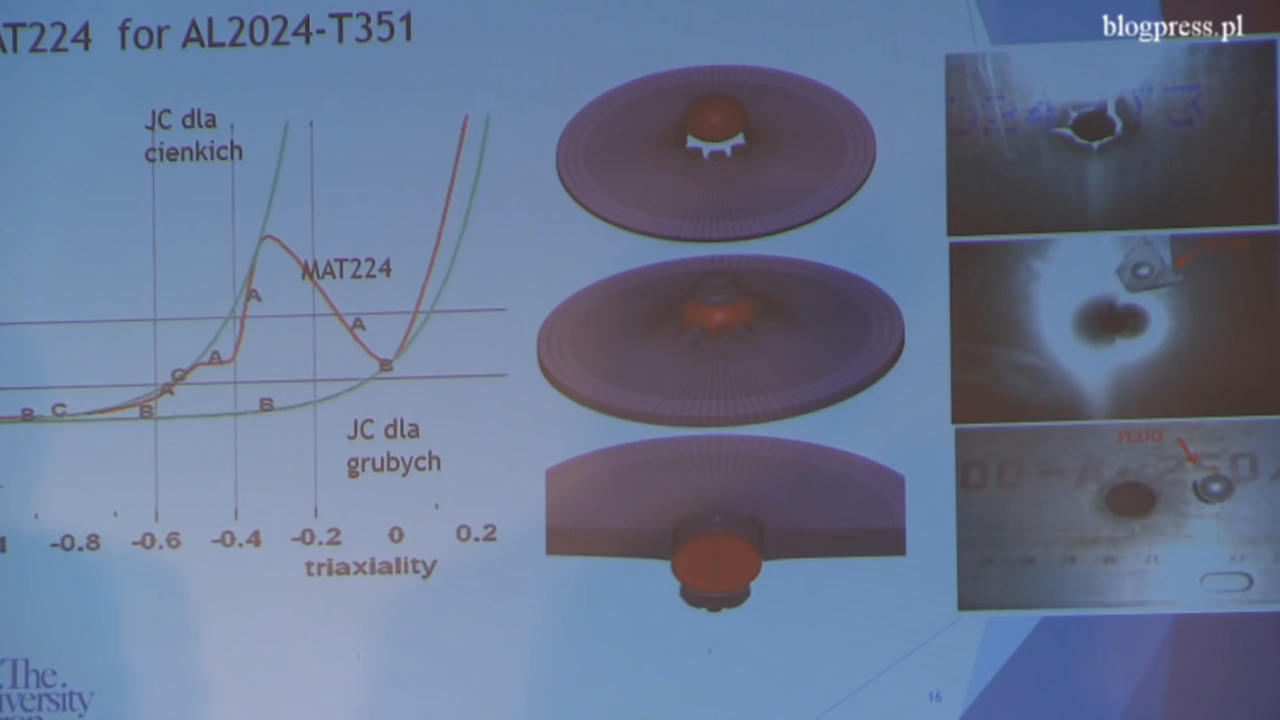 AT224 for AL2024-T351
blogpress.pl
JC dla
cienkich
MAT224
A
A
A
C
A
B
B
C
B
B
JC dla
grubych
-0.8 -0.6 -0.4 -0.2 0 0.2
triaxiality
PLUG
The
versity
16